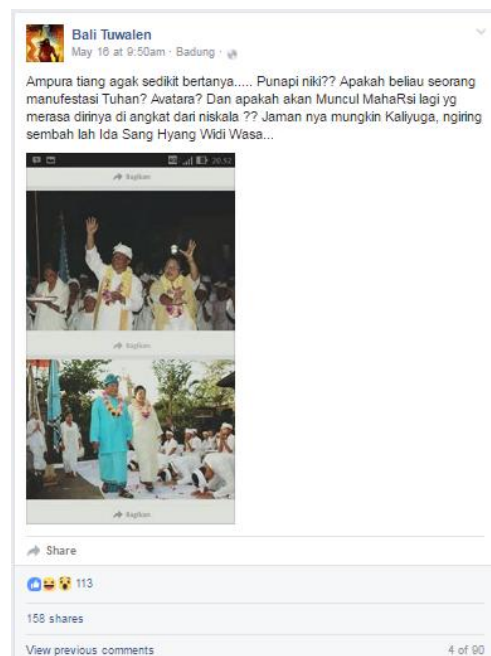 Bali Tuwalen
May 16 at 9:50am · Badung ·
Ampura tiang agak sedikit bertanya..... Punapi niki?? Apakah beliau seorang
manufestasi Tuhan? Avatara? Dan apakah akan Muncul MahaRsi lagi yg
merasa dirinya di angkat dari niskala ?? Jaman nya mungkin Kaliyuga, ngiring
sembah lah Ida Sang Hyang Widi Wasa...
20.52
Bagikan
Bagikan
Bagikan
Share
113
158 shares
View previous comments
4 of 90